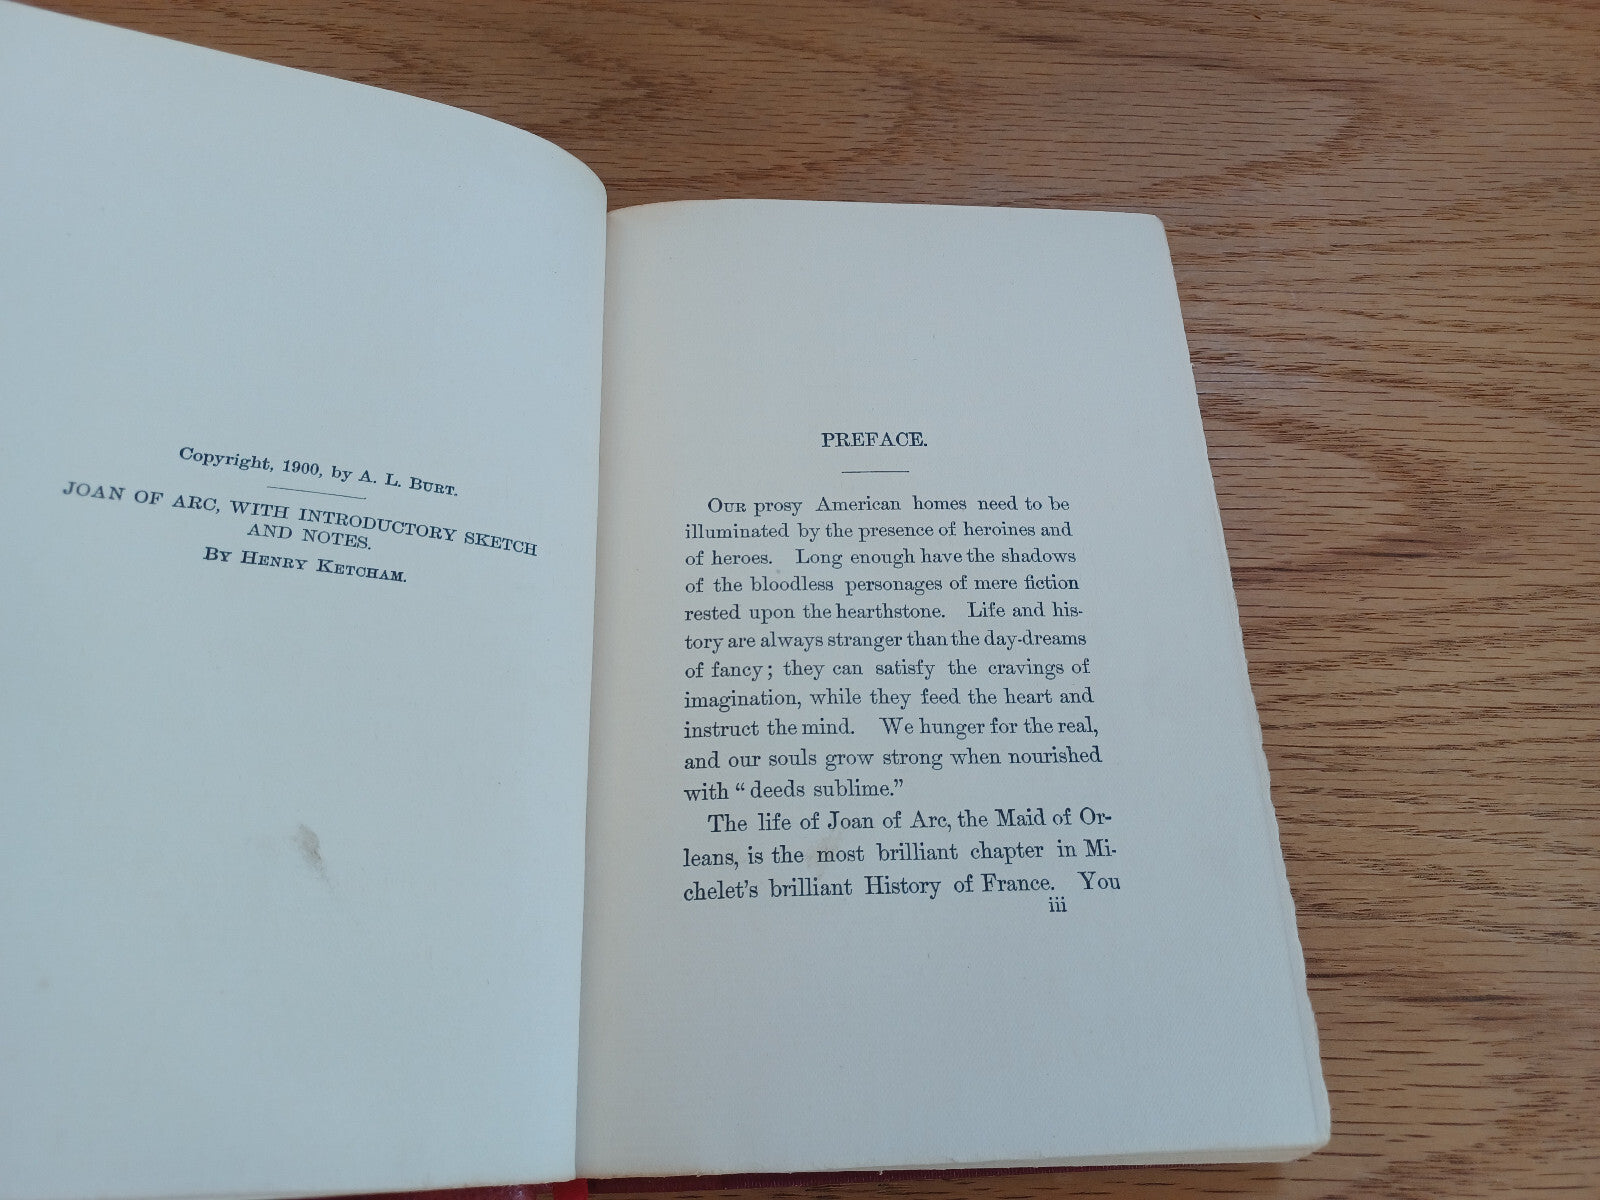 Copyright, 1900, by A. L. BURT.
JOAN OF ARC, WITH INTRODUCTORY SKETCH
AND NOTES.
BY HENRY KETCHAM.
PREFACE.
OUR prosy American homes need to be
illuminated by the presence of heroines and
of heroes. Long enough have the shadows
of the bloodless personages of mere fiction
rested upon the hearthstone. Life and his-
tory are always stranger than the day-dreams
of fancy; they can satisfy the cravings of
imagination, while they feed the heart and
instruct the mind. We hunger for the real,
and our souls grow strong when nourished
with “deeds sublime.”
The life of Joan of Arc, the Maid of Or-
leans, is the most brilliant chapter in Mi-
chelet's brilliant History of France. You
iii